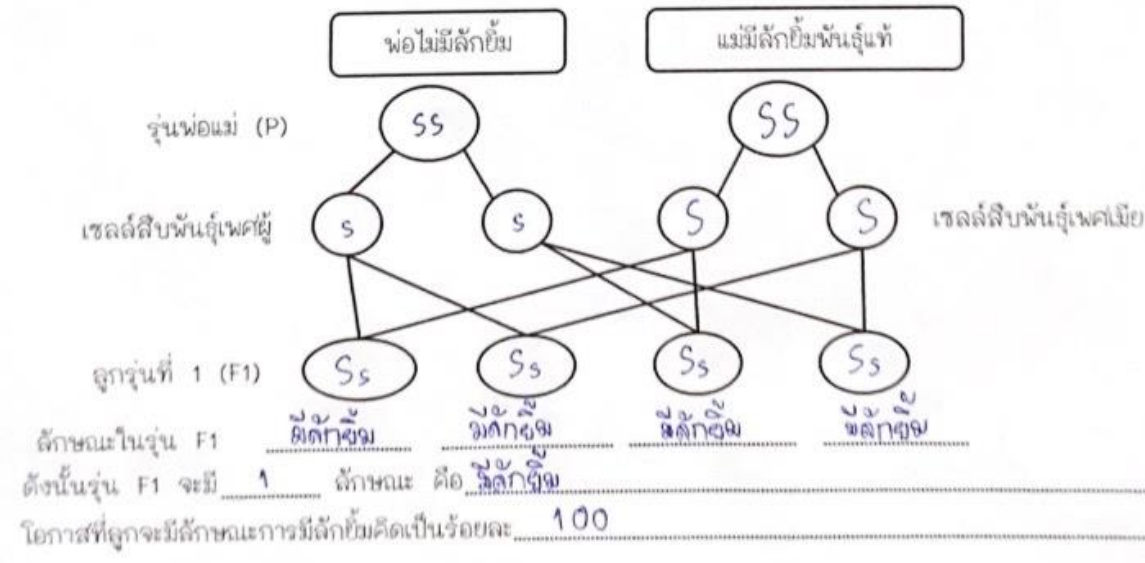 พ่อไม่มีลักยิ้ม แม่มีลักยิ้มพันธุ์แท้
รุ่นพ่อแม่ (P) ss SS
เซลล์สืบพันธุ์เพศผู้ s s S S เซลล์สืบพันธุ์เพศเมีย
ลูกรุ่นที่ 1 (F1) Ss Ss Ss Ss
ลักษณะในรุ่น F1 มีลักยิ้ม มีลักยิ้ม มีลักยิ้ม มีลักยิ้ม
ดังนั้นรุ่น F1 จะมี 1 ลักษณะ คือ มีลักยิ้ม
โอกาสที่ลูกจะมีลักษณะการมีลักยิ้มคิดเป็นร้อยละ 100